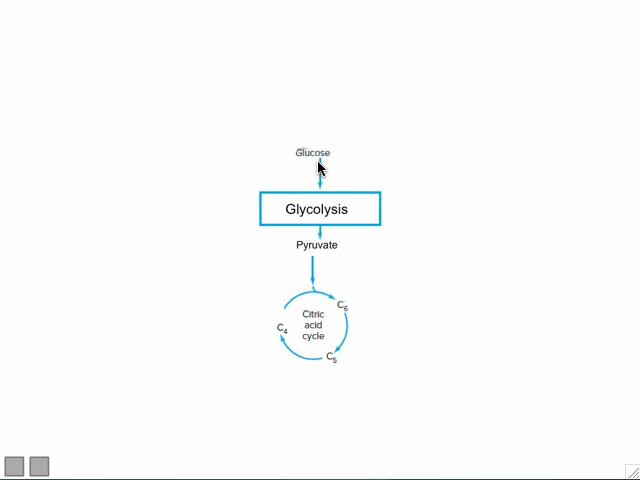 Glucose
Glycolysis
Pyruvate
C6
Citric
acid
cycle
C4
C5